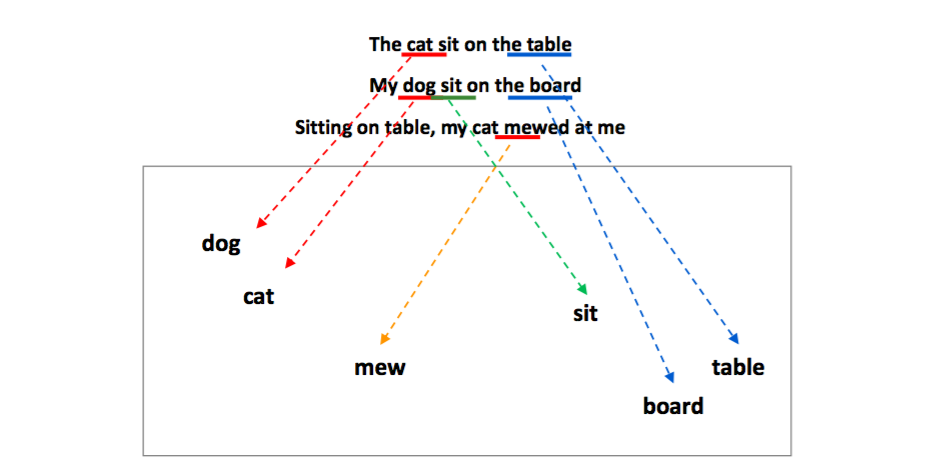 The cat sit on the table
My dog sit on the board
Sitting on table, my cat mewed at me
dog
cat
sit
mew
table
board